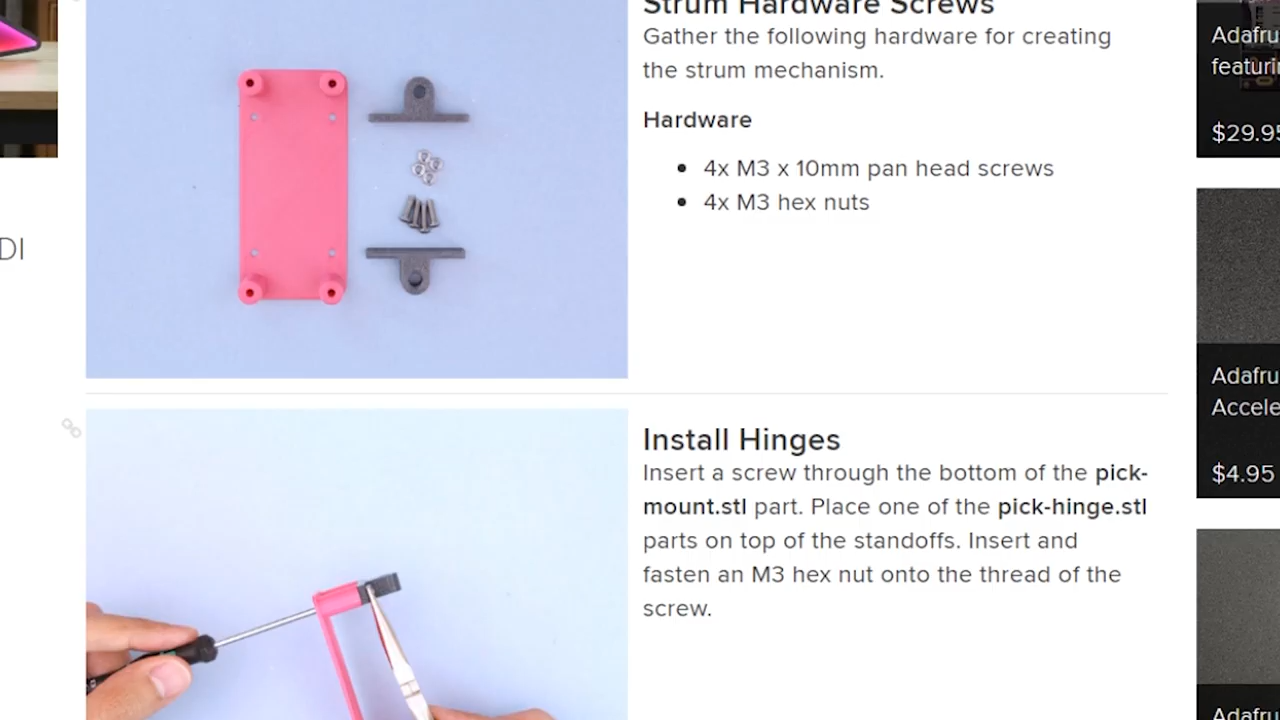 Strum Hardware Screws
Gather the following hardware for creating
the strum mechanism.
Hardware
4x M3 x 10mm pan head screws
4x M3 hex nuts
DI
Install Hinges
Insert a screw through the bottom of the pick-
mount.stl part. Place one of the pick-hinge.stl
parts on top of the standoffs. Insert and
fasten an M3 hex nut onto the thread of the
screw.
Adafru
featuri
$29.95
Adafru
Accele
$4.95
Adafru